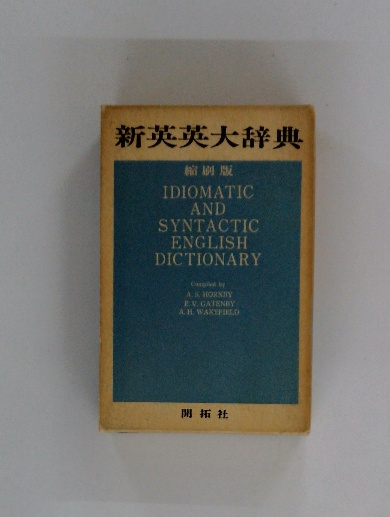 新英英大辞典
縮刷版
IDIOMATIC
AND
SYNTACTIC
ENGLISH
DICTIONARY
Compiled by
A. S. HORNBY
E. V. GATENBY
A. H. WAKEFIELD
開拓社